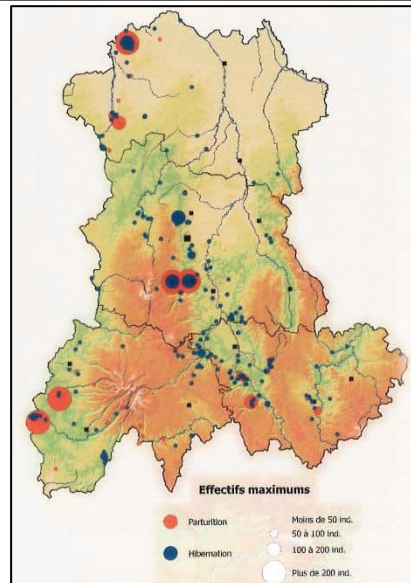 Effectifs maximums
Parturition
Hibernation
Moins de 50 ind.
50 à 100 ind.
100 à 200 ind.
Plus de 200 ind.